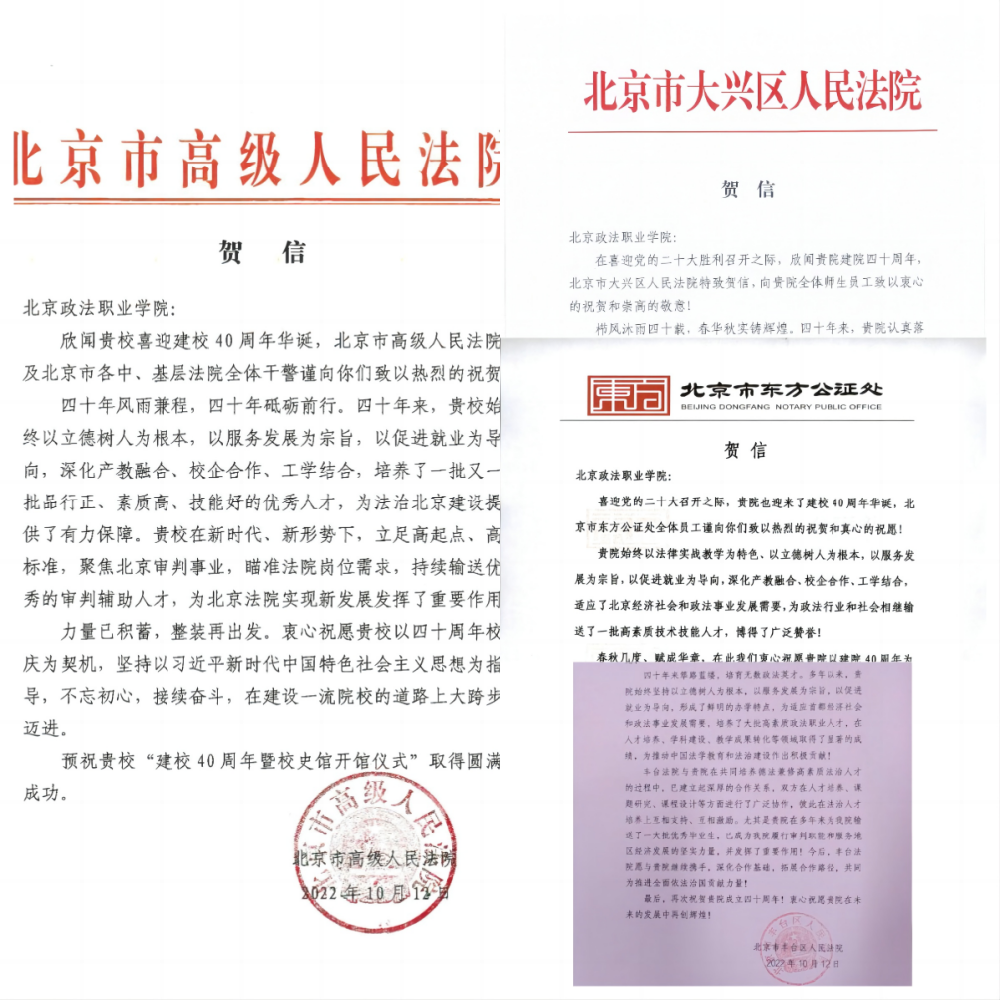 北京市高级人民法院
贺 信
北京政法职业学院：
欣闻贵校喜迎建校 40 周年华诞，北京市高级人民法院
及北京市各中、基层法院全体干警谨向你们致以热烈的祝贺
四十年风雨兼程，四十年砥砺前行。四十年来，贵校始
终以立德树人为根本，以服务发展为宗旨，以促进就业为导
向，深化产教融合、校企合作、工学结合，培养了一批又一
批品行正、素质高、技能好的优秀人才，为法治北京建设提
供了有力保障。贵校在新时代、新形势下，立足高起点、高
标准，聚焦北京审判事业，瞄准法院岗位需求，持续输送优
秀的审判辅助人才，为北京法院实现新发展发挥了重要作用
力量已积蓄，整装再出发。衷心祝愿贵校以四十周年校
庆为契机，坚持以习近平新时代中国特色社会主义思想为指
导，不忘初心，接续奋斗，在建设一流院校的道路上大跨步
迈进。
预祝贵校“建校 40 周年暨校史馆开馆仪式”取得圆满
成功。
北京市高级人民法院
2022 年 10 月 12 日
北京市大兴区人民法院
贺 信
北京政法职业学院：
在喜迎党的二十大胜利召开之际，欣闻贵院建院四十周年，
北京市大兴区人民法院特致贺信，向贵院全体师生员工致以衷心
的祝贺和崇高的敬意！
栉风沐雨四十载，春华秋实铸辉煌。四十年来，贵院认真落
北京市东方公证处
BEIJING DONGFANG NOTARY PUBLIC OFFICE
贺 信
北京政法职业学院：
喜迎党的二十大召开之际，贵院也迎来了建校 40 周年华诞，北
京市东方公证处全体员工谨向你们致以热烈的祝贺和真心的祝愿！
贵院始终以法律实战教学为特色、以立德树人为根本，以服务发
展为宗旨，以促进就业为导向，深化产教融合、校企合作、工学结合，
适应了北京经济社会和政法事业发展需要，为政法行业和社会相继输
送了一批高素质技术技能人才，博得了广泛赞誉！
春秋几度、赋成华章，在此我们衷心祝愿贵院以建院 40 周年为
四十年来筚路蓝缕，培育无数政法英才。多年以来，贵
院始终坚持以立德树人为根本，以服务发展为宗旨，以促进
就业为导向，形成了鲜明的办学特点，为适应首都经济社会
和政法事业发展需要，培养了大批高素质政法职业人才，在
人才培养、学科建设、教学成果转化等领域取得了显著的成
绩，为推动中国法学教育和法治建设作出积极贡献！
丰台法院与贵院在共同培养德法兼修高素质法治人才
的过程中，已建立起深厚的合作关系，双方在人才培养、课
题研究、课程设计等方面进行了广泛协作，彼此在法治人才
培养上互相支持、互相激励。尤其是贵院在多年来为我院输
送了一大批优秀毕业生，已成为我院履行审判职能和服务地
区经济发展的坚实力量，并发挥了重要作用！今后，丰台法
院愿与贵院继续携手，深化合作基础，拓展合作路径，共同
为推进全面依法治国贡献力量！
最后，再次祝贺贵院成立四十周年！衷心祝愿贵院在未
来的发展中再创辉煌！
北京市丰台区人民法院
2022 年 10 月 12 日